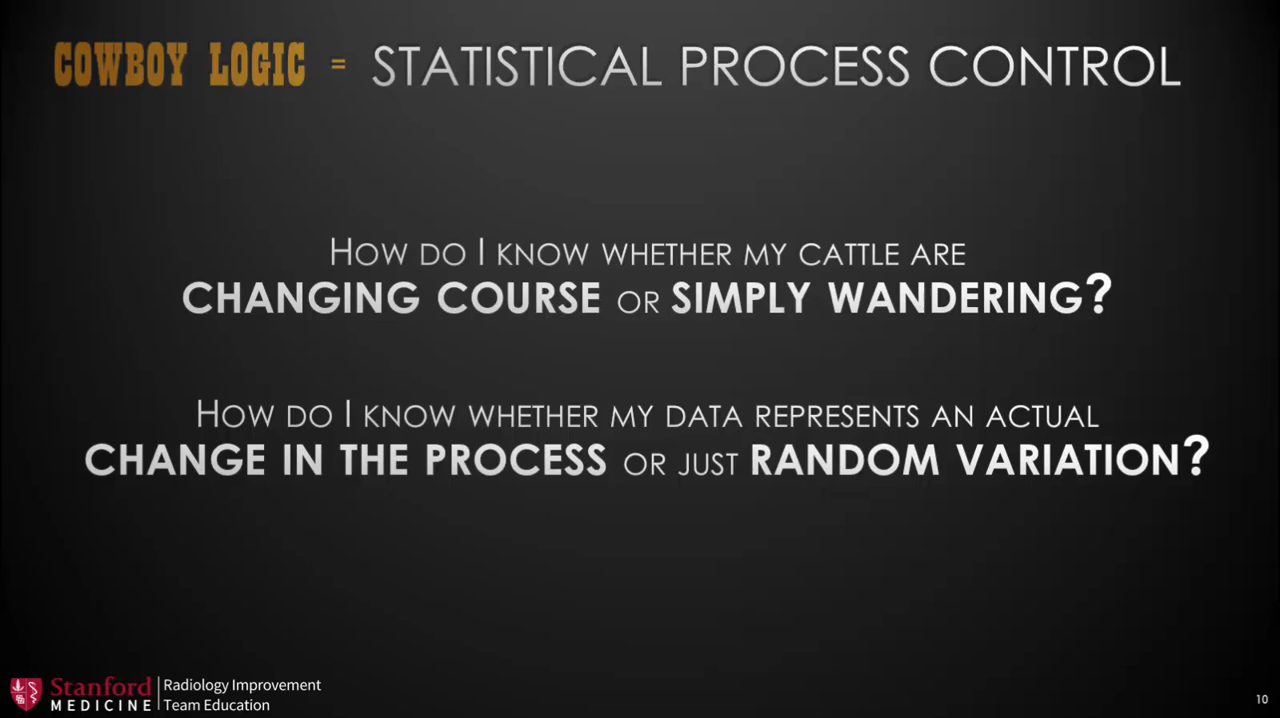 COWBOY LOGIC = STATISTICAL PROCESS CONTROL
HOW DO I KNOW WHETHER MY CATTLE ARE
CHANGING COURSE OR SIMPLY WANDERING?
HOW DO I KNOW WHETHER MY DATA REPRESENTS AN ACTUAL
CHANGE IN THE PROCESS OR JUST RANDOM VARIATION?
Stanford
MEDICINE
Radiology Improvement
Team Education
10